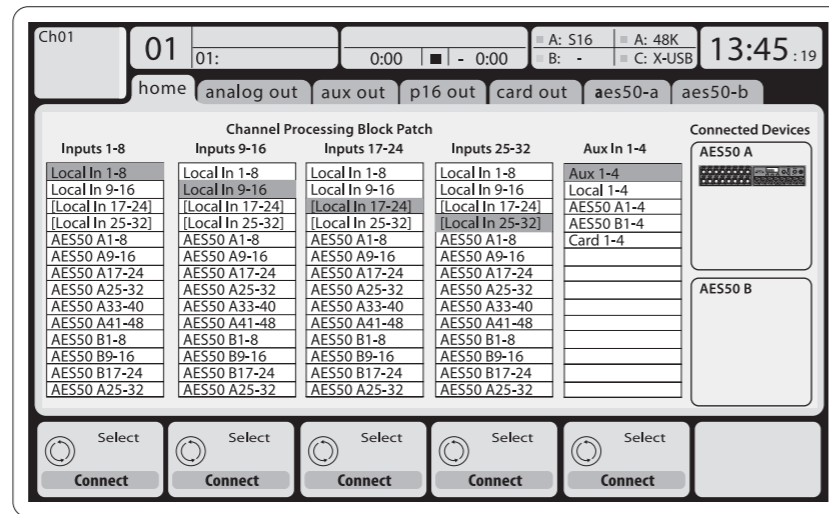 Ch01
01
01:
0:00 - 0:00
A: S16
A: 48K
B: -
C: X-USB
13:45 :19
home
analog out
aux out
p16 out
card out
aes50-a
aes50-b
Channel Processing Block Patch
Connected Devices
Inputs 1-8
Local In 1-8
Local In 9-16
[Local In 17-24]
[Local In 25-32]
AES50 A1-8
AES50 A9-16
AES50 A17-24
AES50 A25-32
AES50 A33-40
AES50 A41-48
AES50 B1-8
AES50 B9-16
AES50 B17-24
AES50 A25-32
Inputs 9-16
Local In 1-8
Local In 9-16
[Local In 17-24]
[Local In 25-32]
AES50 A1-8
AES50 A9-16
AES50 A17-24
AES50 A25-32
AES50 A33-40
AES50 A41-48
AES50 B1-8
AES50 B9-16
AES50 B17-24
AES50 A25-32
Inputs 17-24
Local In 1-8
Local In 9-16
[Local In 17-24]
[Local In 25-32]
AES50 A1-8
AES50 A9-16
AES50 A17-24
AES50 A25-32
AES50 A33-40
AES50 A41-48
AES50 B1-8
AES50 B9-16
AES50 B17-24
AES50 A25-32
Inputs 25-32
Local In 1-8
Local In 9-16
[Local In 17-24]
[Local In 25-32]
AES50 A1-8
AES50 A9-16
AES50 A17-24
AES50 A25-32
AES50 A33-40
AES50 A41-48
AES50 B1-8
AES50 B9-16
AES50 B17-24
AES50 A25-32
Aux In 1-4
Aux 1-4
Local 1-4
AES50 A1-4
AES50 B1-4
Card 1-4
AES50 A
AES50 B
Select
Connect
Select
Connect
Select
Connect
Select
Connect
Select
Connect